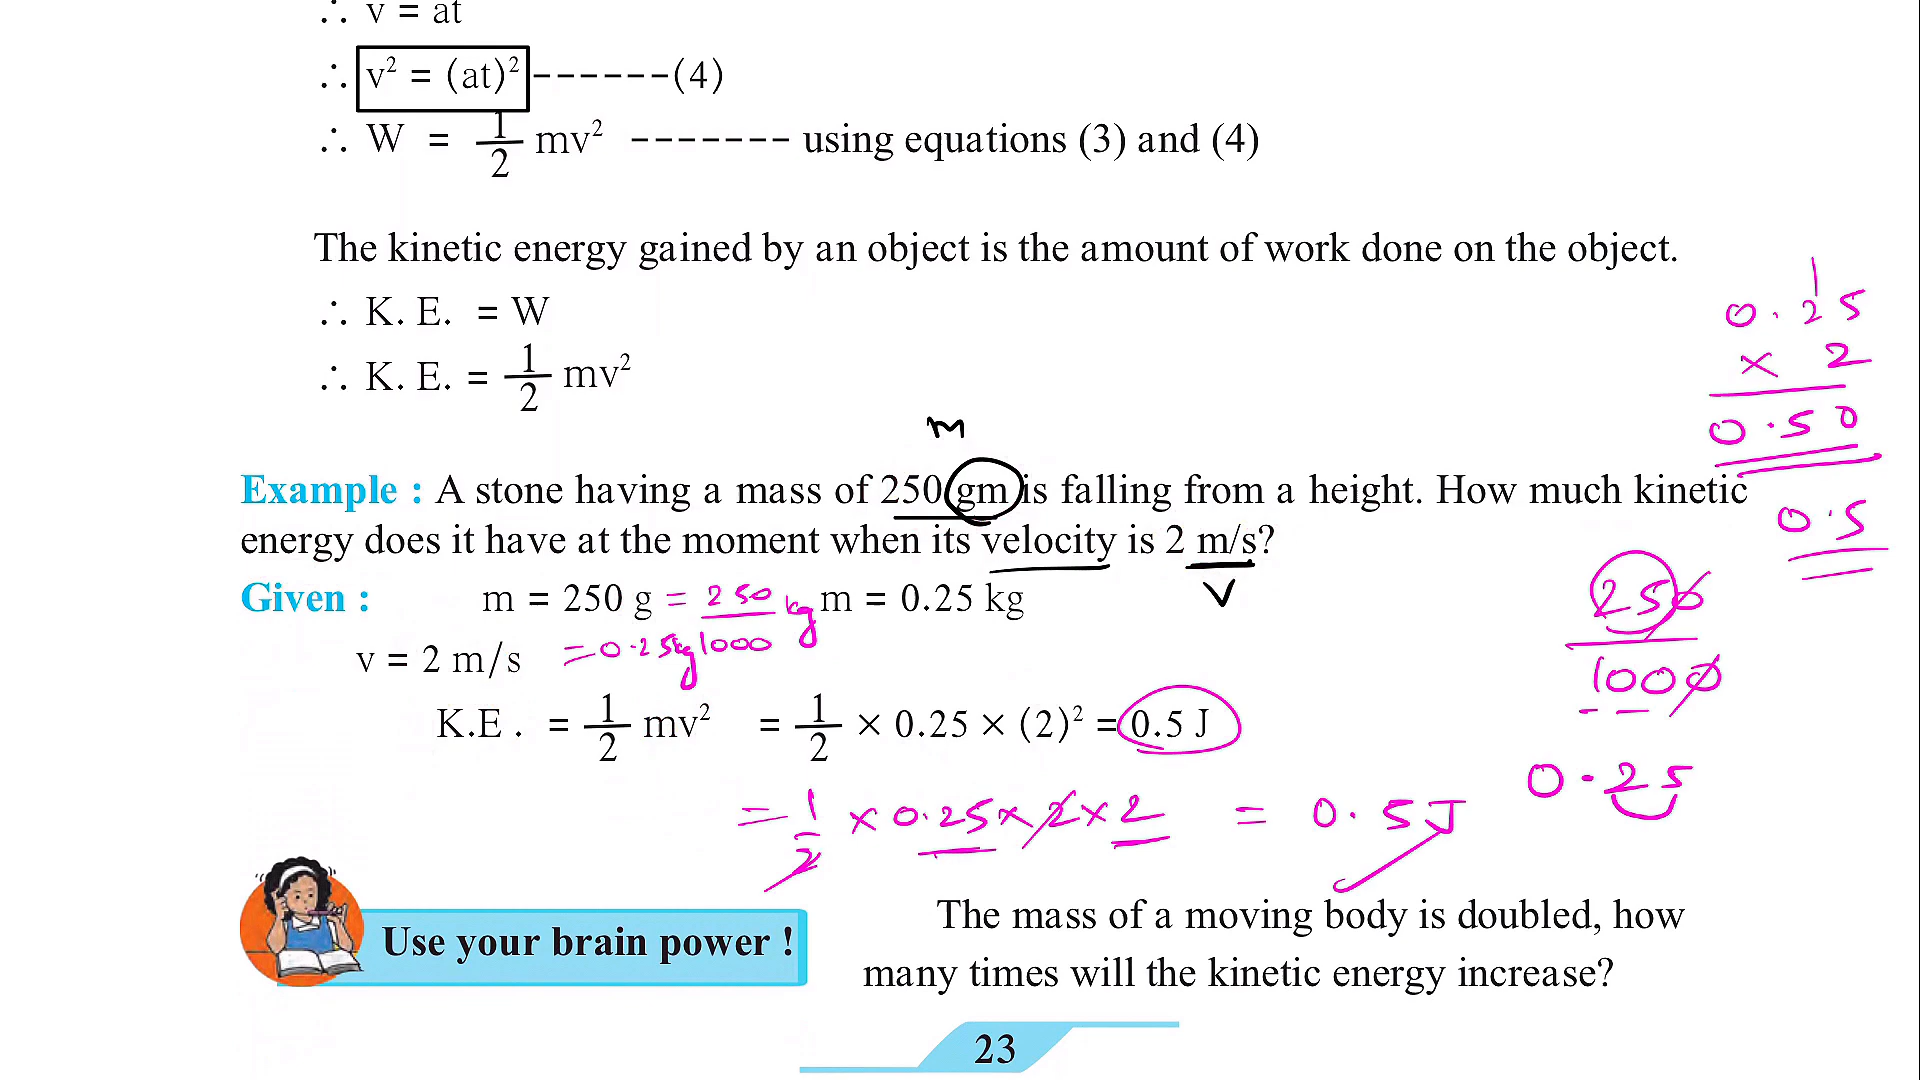 ∴ v = at
∴ v² = (at)² ------(4)
∴ W = 1/2 mv² ------- using equations (3) and (4)
The kinetic energy gained by an object is the amount of work done on the object.
∴ K. E. = W
∴ K. E. = 1/2 mv²
1
0.25
× 2
0.50
0.5
m
Example : A stone having a mass of 250 gm is falling from a height. How much kinetic
energy does it have at the moment when its velocity is 2 m/s?
v
Given : m = 250 g = 250/1000 kg m = 0.25 kg
v = 2 m/s = 0.25kg
250/1000
K.E . = 1/2 mv² = 1/2 × 0.25 × (2)² = 0.5 J
0.25
= 1/2 × 0.25 × 2 × 2 = 0.5 J
Use your brain power !
The mass of a moving body is doubled, how
many times will the kinetic energy increase?
23